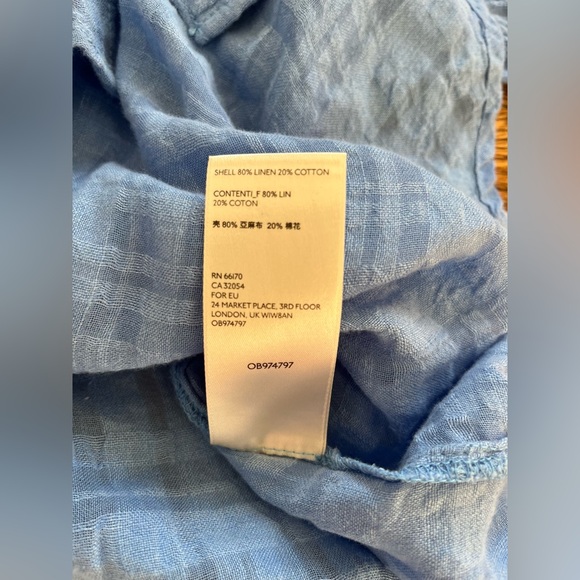 SHELL 80% LINEN 20% COTTON
CONTENTI_F 80% LIN
20% COTON
壳 80% 亞麻布 20% 棉花
RN 66170
CA 32054
FOR EU
24 MARKET PLACE, 3RD FLOOR
LONDON, UK W1W8AN
OB974797
OB974797